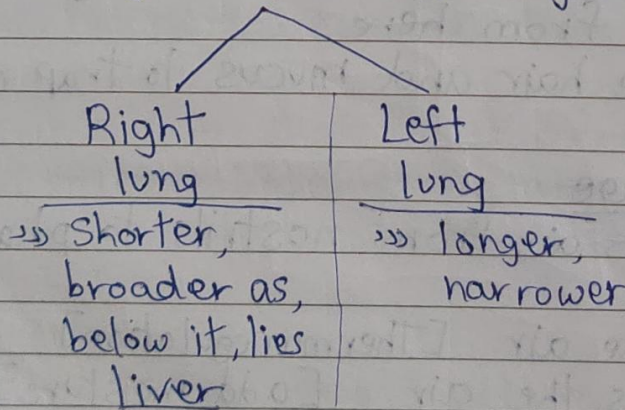 Right Left
lung lung
»» Shorter, »» longer,
broader as, narrower
below it, lies
liver